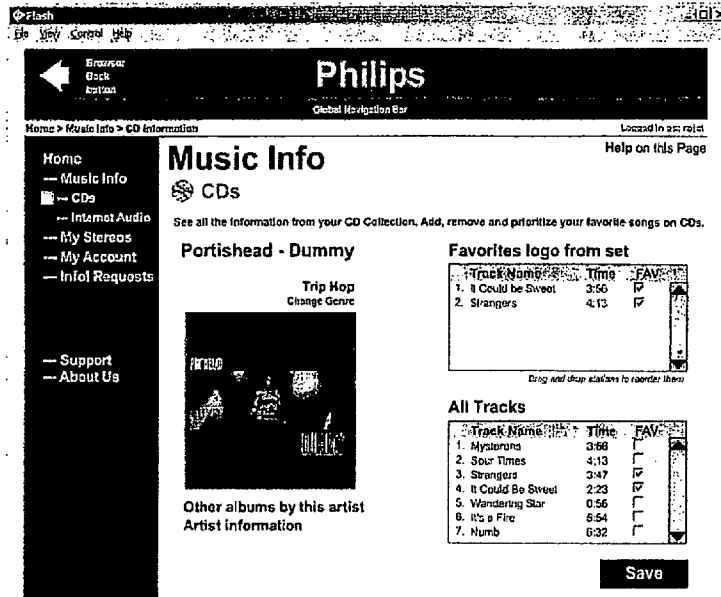 Flash
File View Control Help
Browser
Back
button
Philips
Global Navigation Bar
Home > Music Info > CD Information
Logged in as: rajat
Help on this Page
Home
— Music Info
— CDs
— Internet Audio
— My Stereos
— My Account
— Info! Requests
— Support
— About Us
Music Info
CDs
See all the information from your CD Collection. Add, remove and prioritize your favorite songs on CDs.
Portishead - Dummy
Trip Hop
Change Genre
PORTISHEAD
DUMMY
Other albums by this artist
Artist information
Favorites logo from set
Track Name Time FAV
1. It Could be Sweet 3:56
2. Strangers 4:13
Drag and drop stations to reorder them
All Tracks
Track Name Time FAV
1. Mysterons 3:56
2. Sour Times 4:13
3. Strangers 3:47
4. It Could Be Sweet 2:23
5. Wandering Star 0:56
6. It's a Fire 5:54
7. Numb 6:32
Save